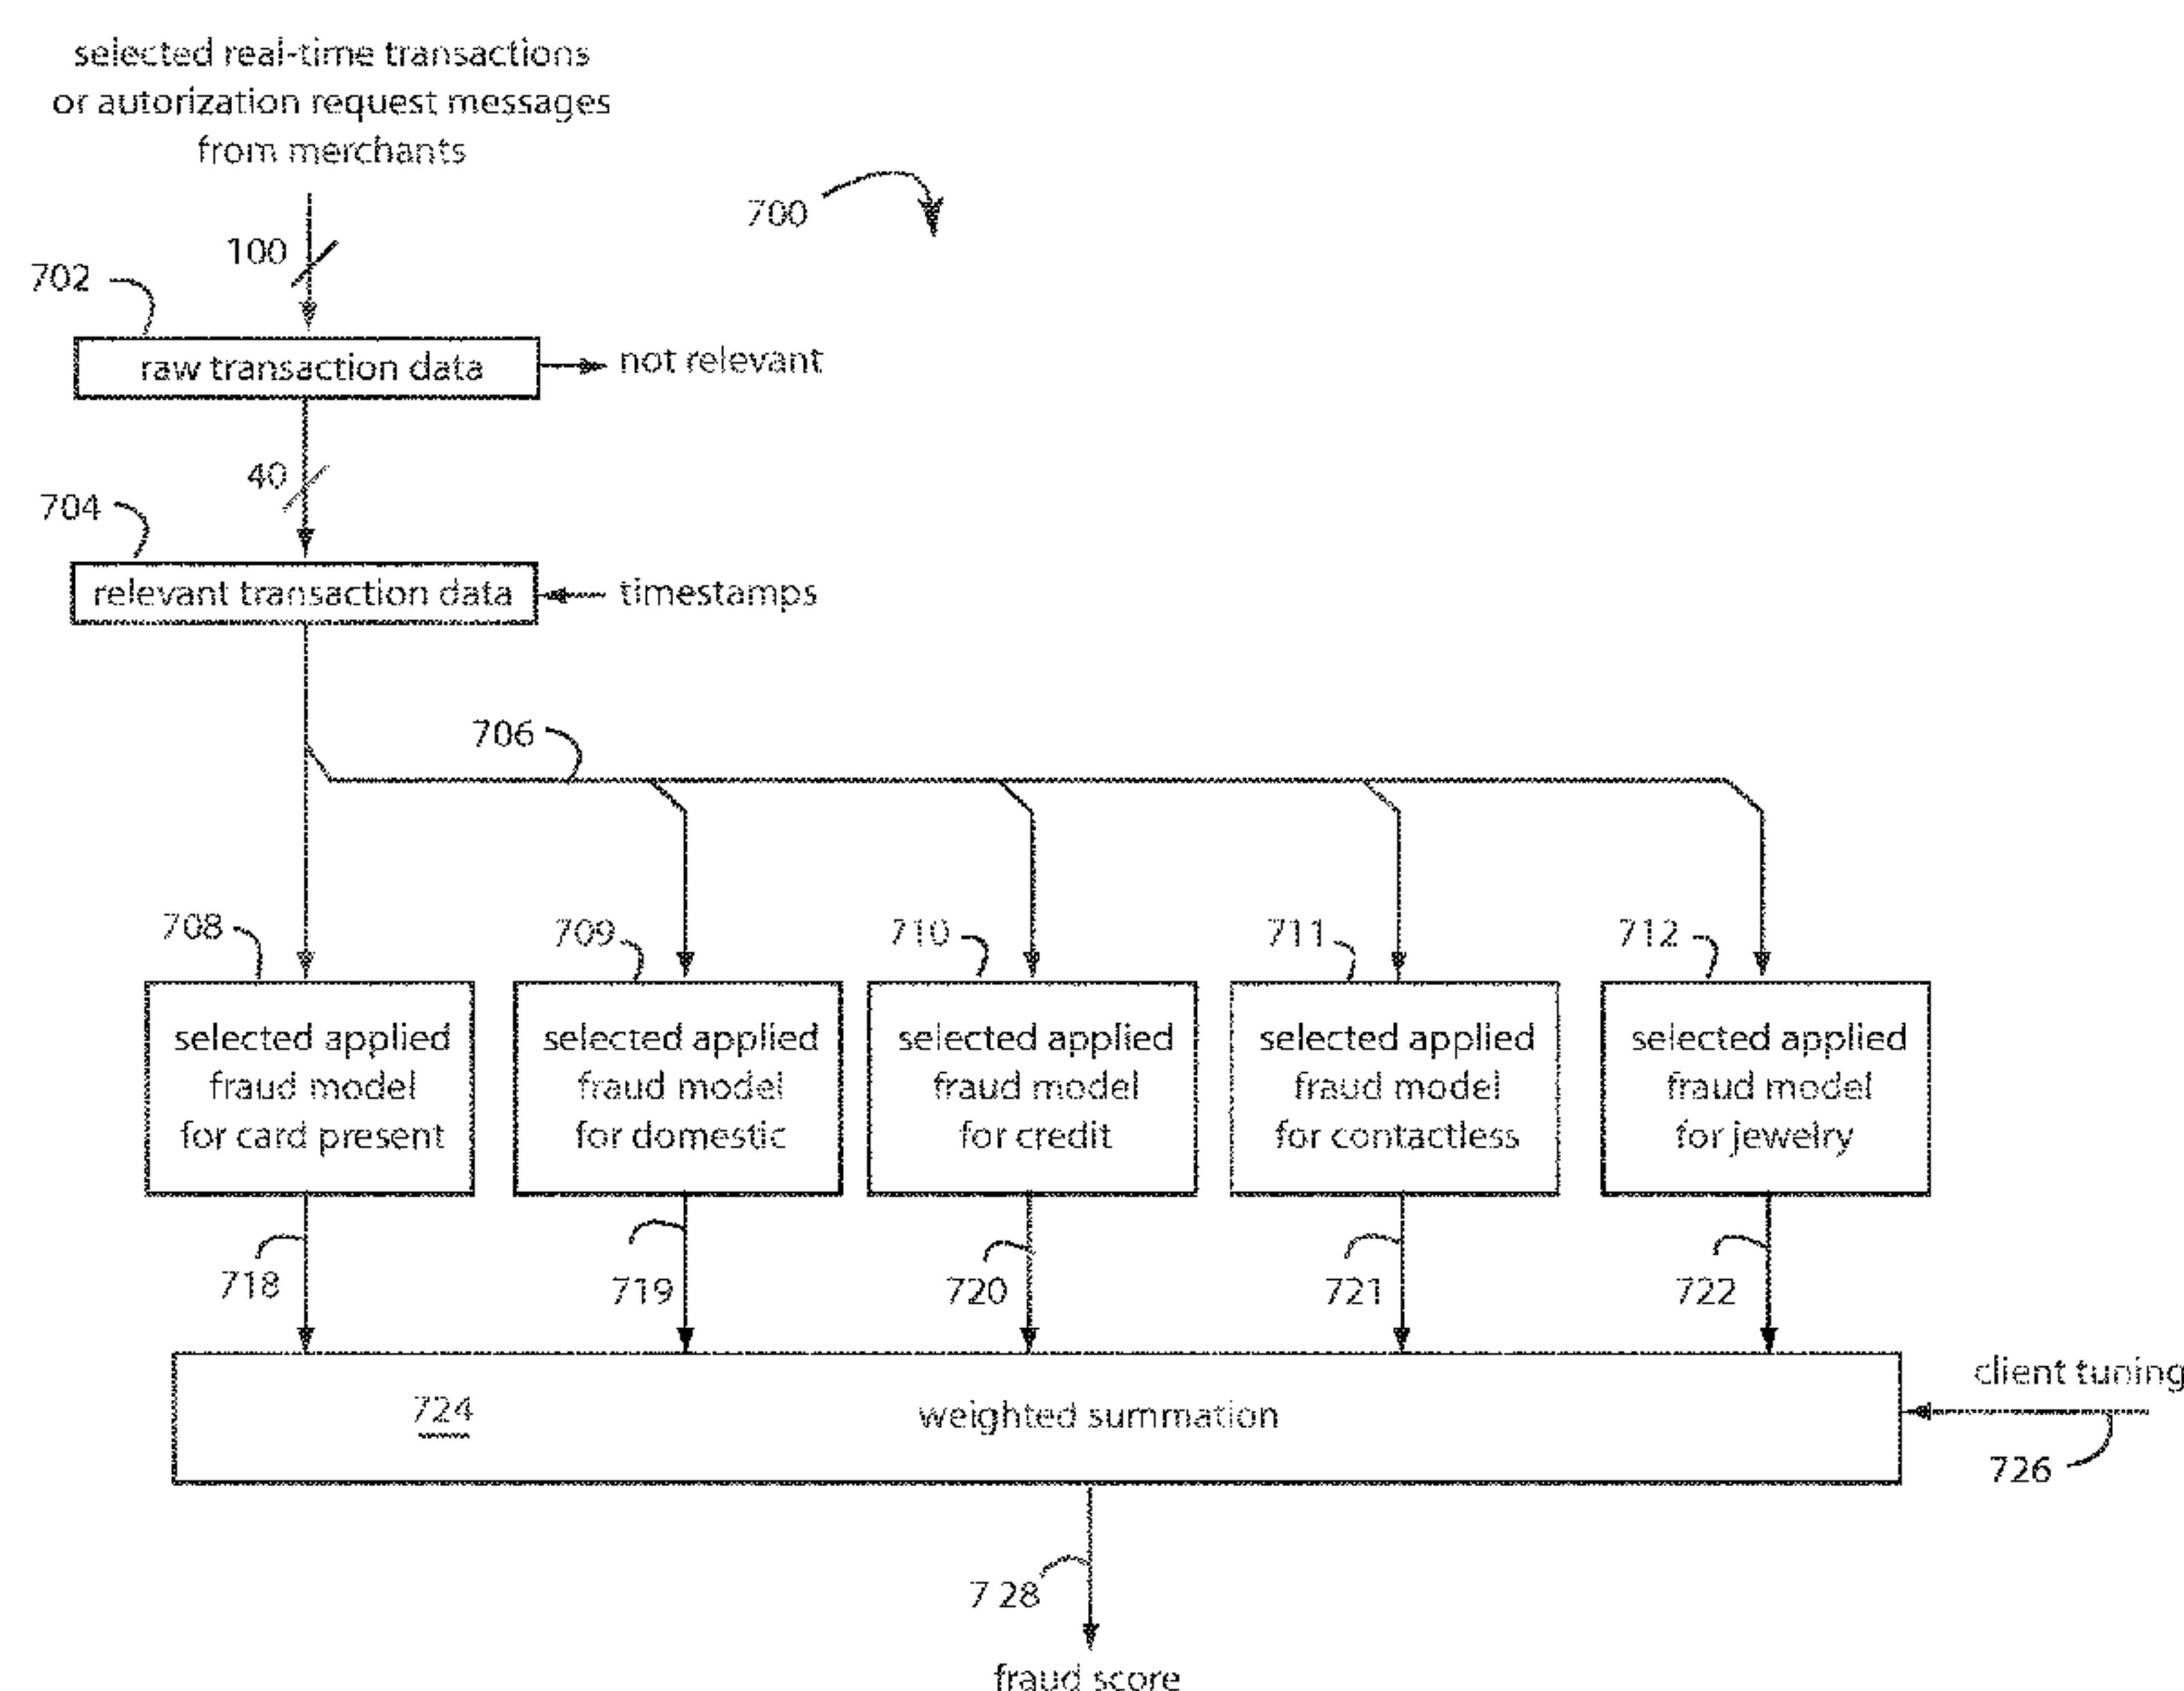 selected real-time transactions
or autorization request messages
from merchants
700
100
702
raw transaction data
not relevant
40
704
relevant transaction data
timestamps
706
708
709
710
711
712
selected applied
fraud model
for card present
selected applied
fraud model
for domestic
selected applied
fraud model
for credit
selected applied
fraud model
for contactless
selected applied
fraud model
for jewelry
718
719
720
721
722
client tuning
724
weighted summation
726
7 28
fraud score